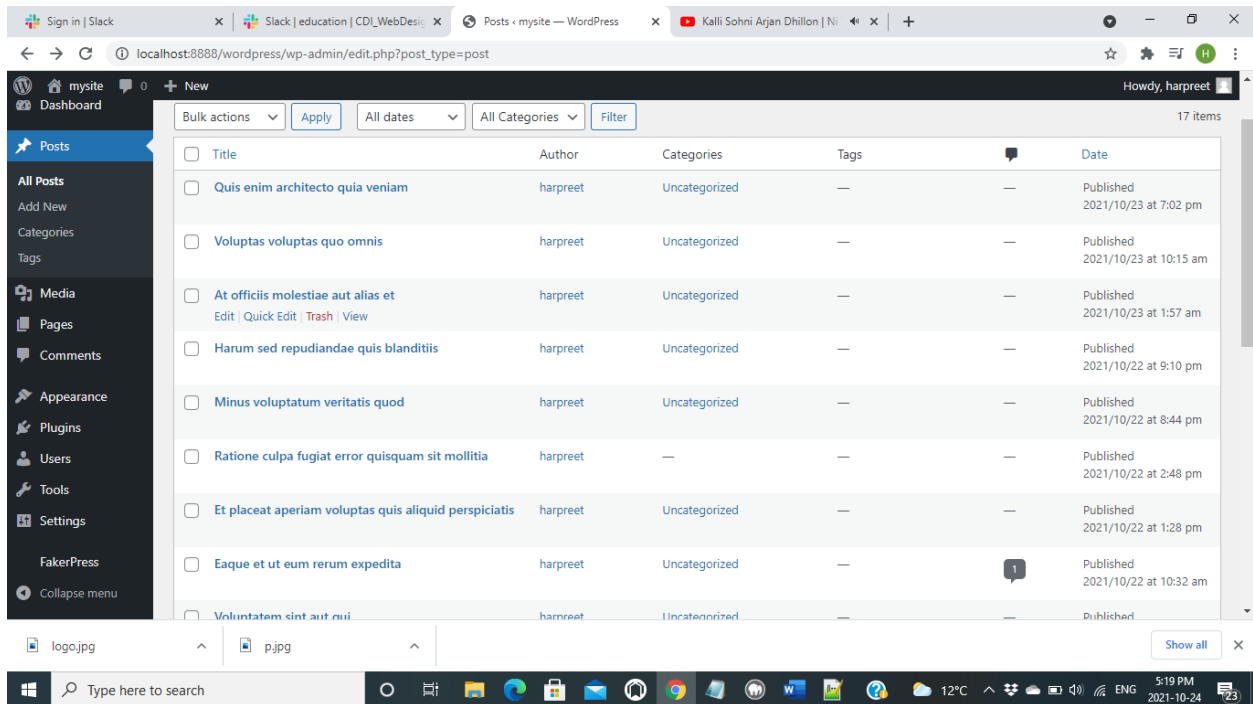 Sign in | Slack
Slack | education | CDI_WebDesig
Posts ‹ mysite — WordPress
Kalli Sohni Arjan Dhillon | Ni
localhost:8888/wordpress/wp-admin/edit.php?post_type=post
H
mysite 0 + New Howdy, harpreet
Dashboard
Posts
All Posts
Add New
Categories
Tags
Media
Pages
Comments
Appearance
Plugins
Users
Tools
Settings
FakerPress
Collapse menu
Bulk actions Apply All dates All Categories Filter 17 items
Title Author Categories Tags Date
Quis enim architecto quia veniam harpreet Uncategorized — — Published
2021/10/23 at 7:02 pm
Voluptas voluptas quo omnis harpreet Uncategorized — — Published
2021/10/23 at 10:15 am
At officiis molestiae aut alias et harpreet Uncategorized — — Published
Edit | Quick Edit | Trash | View 2021/10/23 at 1:57 am
Harum sed repudiandae quis blanditiis harpreet Uncategorized — — Published
2021/10/22 at 9:10 pm
Minus voluptatum veritatis quod harpreet Uncategorized — — Published
2021/10/22 at 8:44 pm
Ratione culpa fugiat error quisquam sit mollitia harpreet — — — Published
2021/10/22 at 2:48 pm
Et placeat aperiam voluptas quis aliquid perspiciatis harpreet Uncategorized — — Published
2021/10/22 at 1:28 pm
Eaque et ut eum rerum expedita harpreet Uncategorized — 1 Published
2021/10/22 at 10:32 am
Voluptatem sint aut qui harpreet Uncategorized — — Published
logo.jpg p.jpg Show all
Type here to search 12°C ENG 5:19 PM
2021-10-24
23